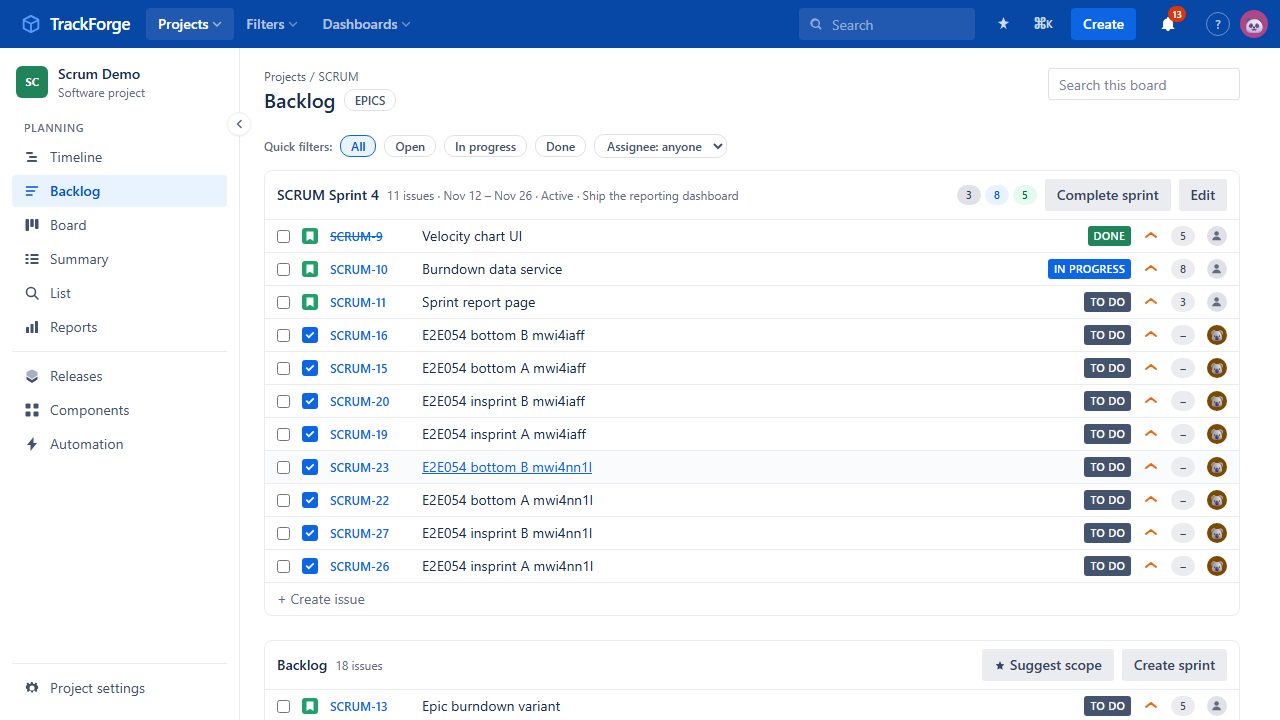 TrackForge Projects Filters Dashboards Search ⌘K Create 13 ?
SC Scrum Demo
Software project
PLANNING
Timeline
Backlog
Board
Summary
List
Reports
Releases
Components
Automation
Project settings
Projects / SCRUM
Backlog EPICS
Search this board
Quick filters: All Open In progress Done Assignee: anyone
SCRUM Sprint 4 11 issues · Nov 12 – Nov 26 · Active · Ship the reporting dashboard 3 8 5 Complete sprint Edit
SCRUM-9 Velocity chart UI DONE 5
SCRUM-10 Burndown data service IN PROGRESS 8
SCRUM-11 Sprint report page TO DO 3
SCRUM-16 E2E054 bottom B mwi4iaff TO DO –
SCRUM-15 E2E054 bottom A mwi4iaff TO DO –
SCRUM-20 E2E054 insprint B mwi4iaff TO DO –
SCRUM-19 E2E054 insprint A mwi4iaff TO DO –
SCRUM-23 E2E054 bottom B mwi4nn1l TO DO –
SCRUM-22 E2E054 bottom A mwi4nn1l TO DO –
SCRUM-27 E2E054 insprint B mwi4nn1l TO DO –
SCRUM-26 E2E054 insprint A mwi4nn1l TO DO –
+ Create issue
Backlog 18 issues ★ Suggest scope Create sprint
SCRUM-13 Epic burndown variant TO DO 5